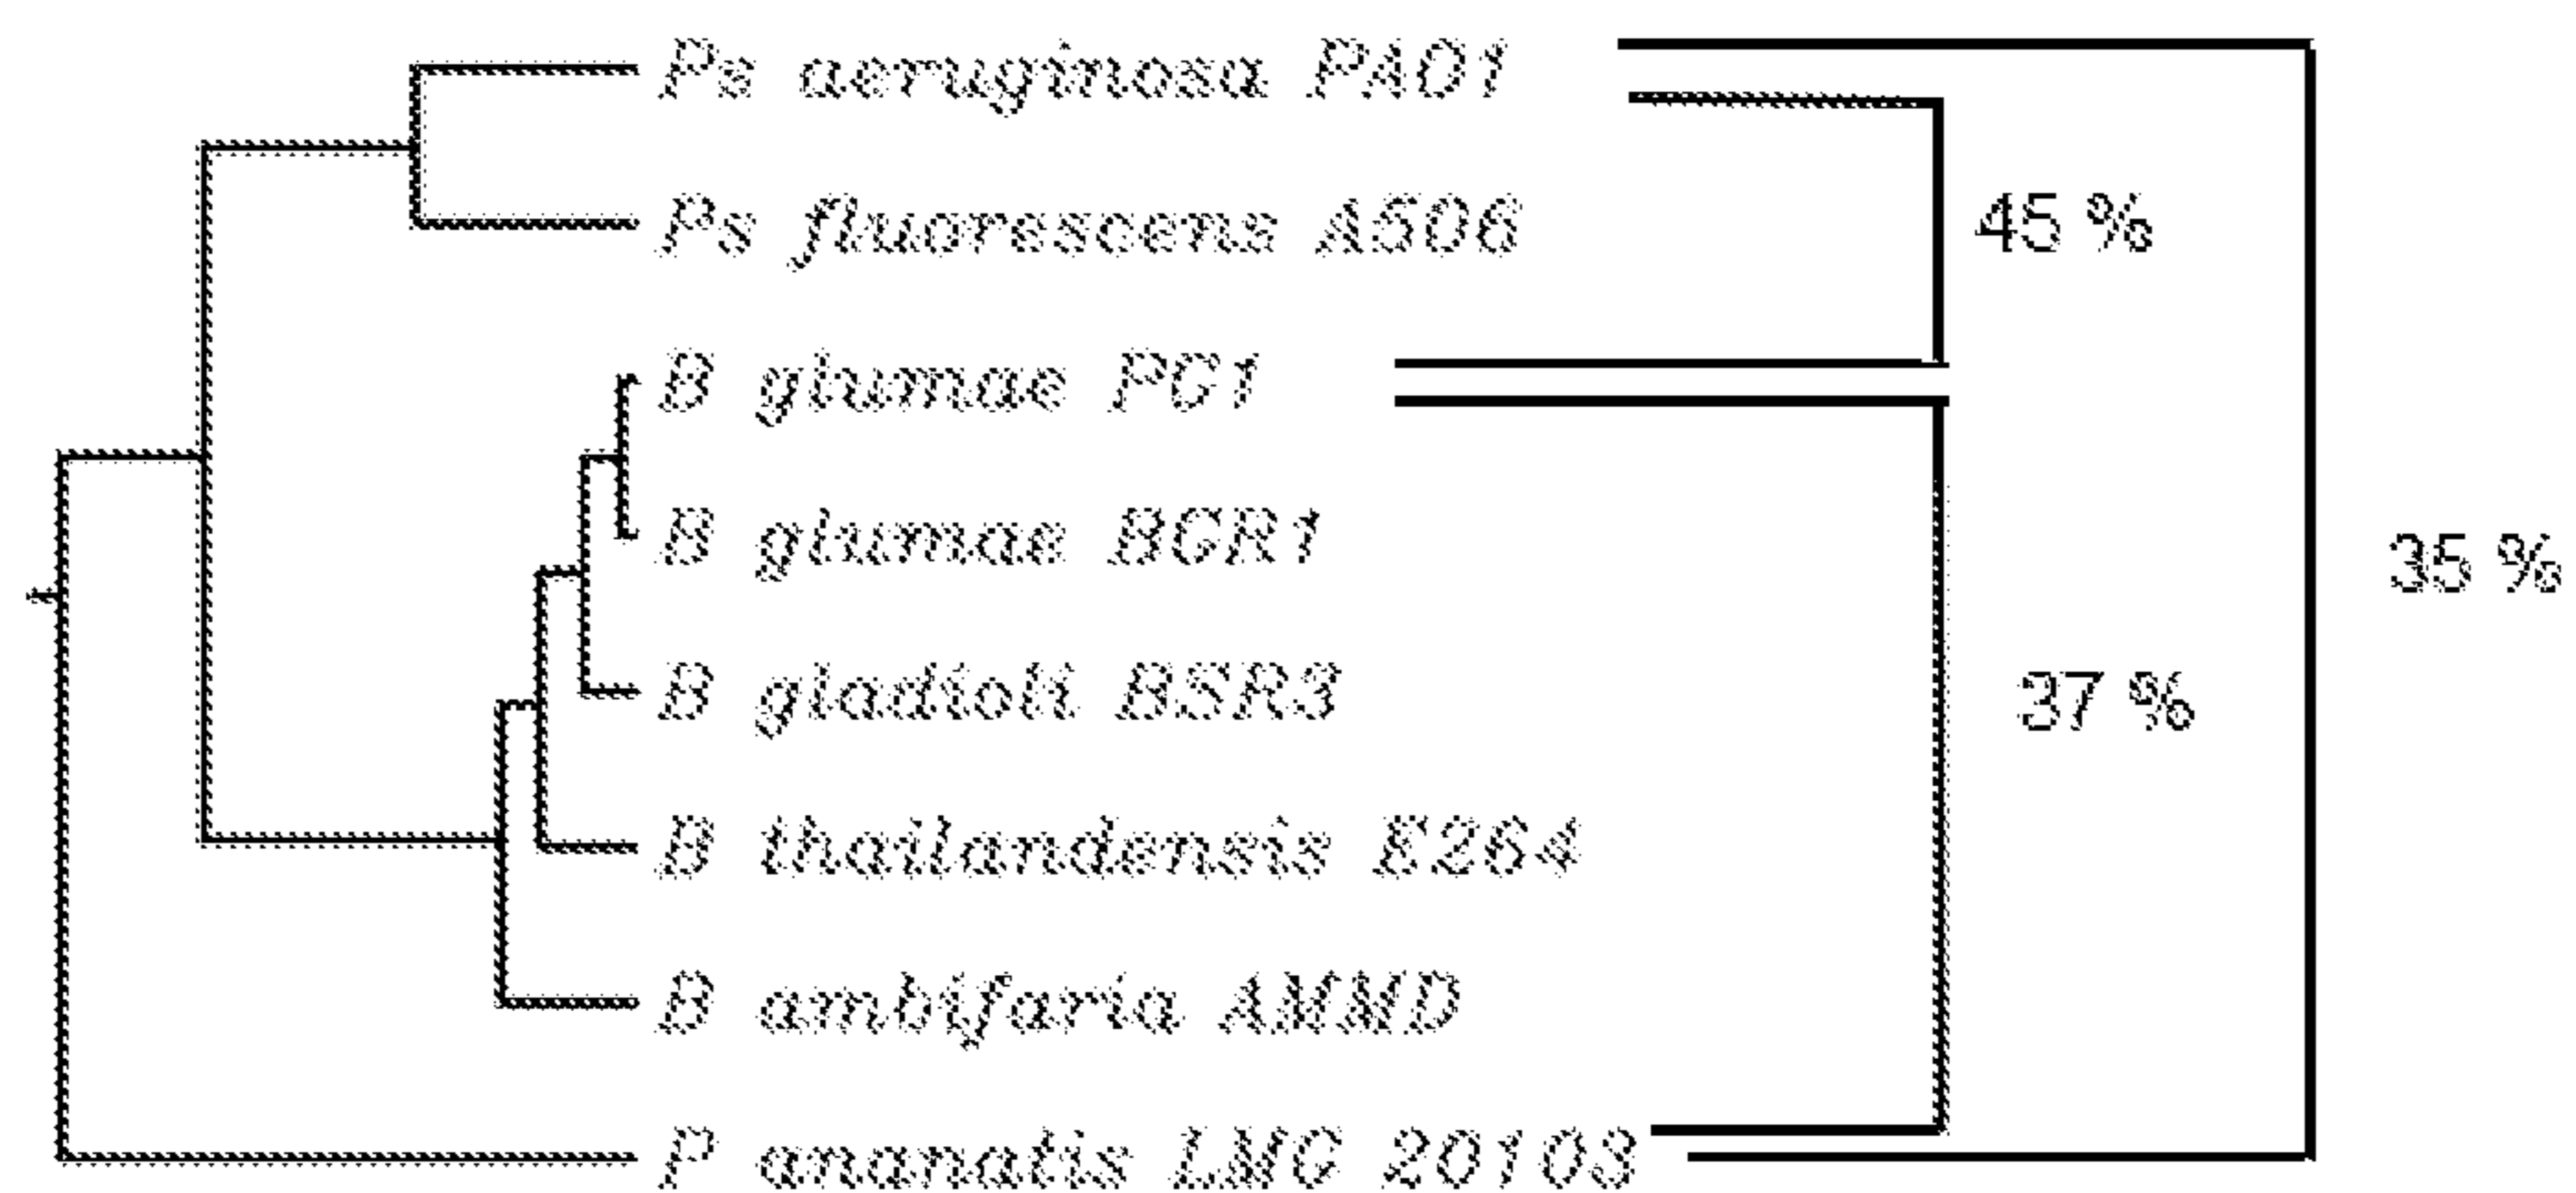 Ps aeruginosa PAO1
Ps fluorescens A506
45 %
B glumae PG1
B glumae BGR1
35 %
B gladioli BSR3
37 %
B thailandensis E264
B ambifaria AMMD
P ananatis LMG 20103